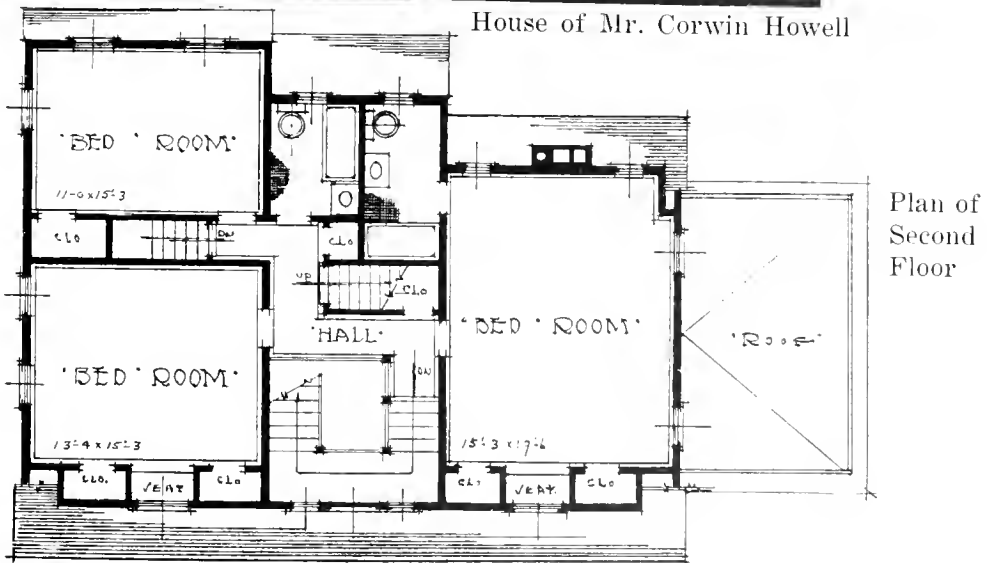 House of Mr. Corwin Howell
Plan of
Second
Floor
BED ROOM
11-0 x 15-3
CLO
DN
CLO
UP
CLO
HALL
BED ROOM
13-4 x 15-3
DN
BED ROOM
15-3 x 17-6
ROOF
CLO.
SEAT
CLO
CLO
SEAT
CLO